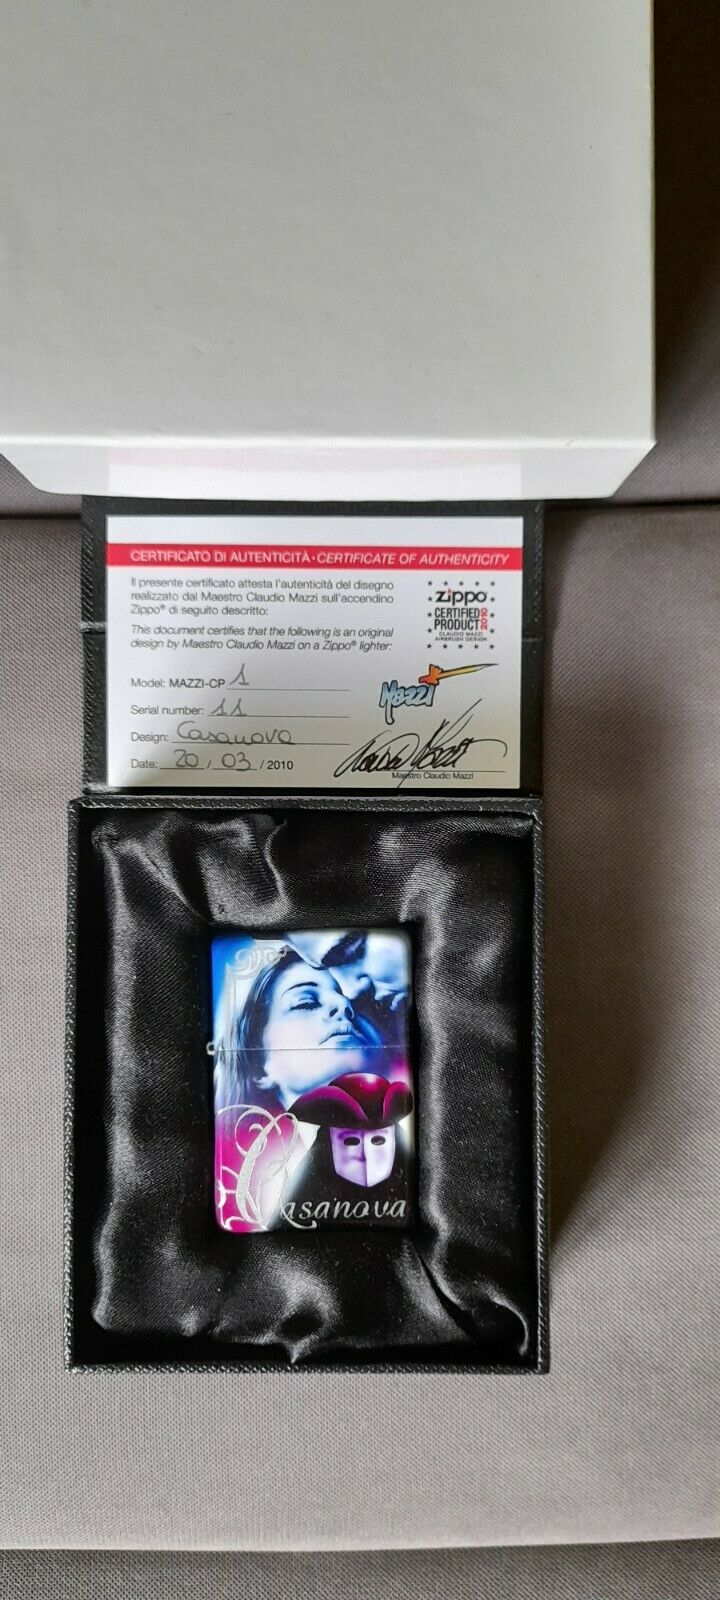 CERTIFICATO DI AUTENTICITÀ • CERTIFICATE OF AUTHENTICITY
Il presente certificato attesta l'autenticità del disegno
realizzato dal Maestro Claudio Mazzi sull'accendino
Zippo® di seguito descritto:
This document certifies that the following is an original
design by Maestro Claudio Mazzi on a Zippo® lighter:
zippo
CERTIFIED
PRODUCT 2010
CLAUDIO MAZZI
AIRBRUSH DESIGN
Model: MAZZI-CP 1
Serial number: 11
Design: Casanova
Date: 20 / 03 / 2010
Mazzi
Claudio Mazzi
Maestro Claudio Mazzi
Casanova